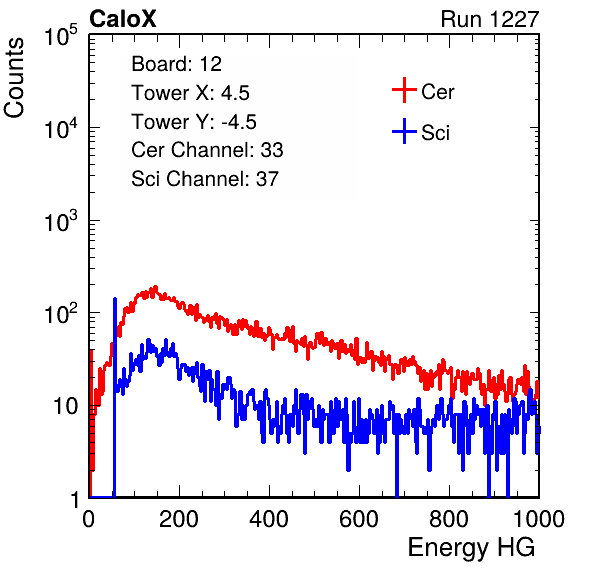 CaloX Run 1227
Counts
10^5
10^4
10^3
10^2
10
1
Board: 12
Tower X: 4.5
Tower Y: -4.5
Cer Channel: 33
Sci Channel: 37
Cer
Sci
0 200 400 600 800 1000
Energy HG